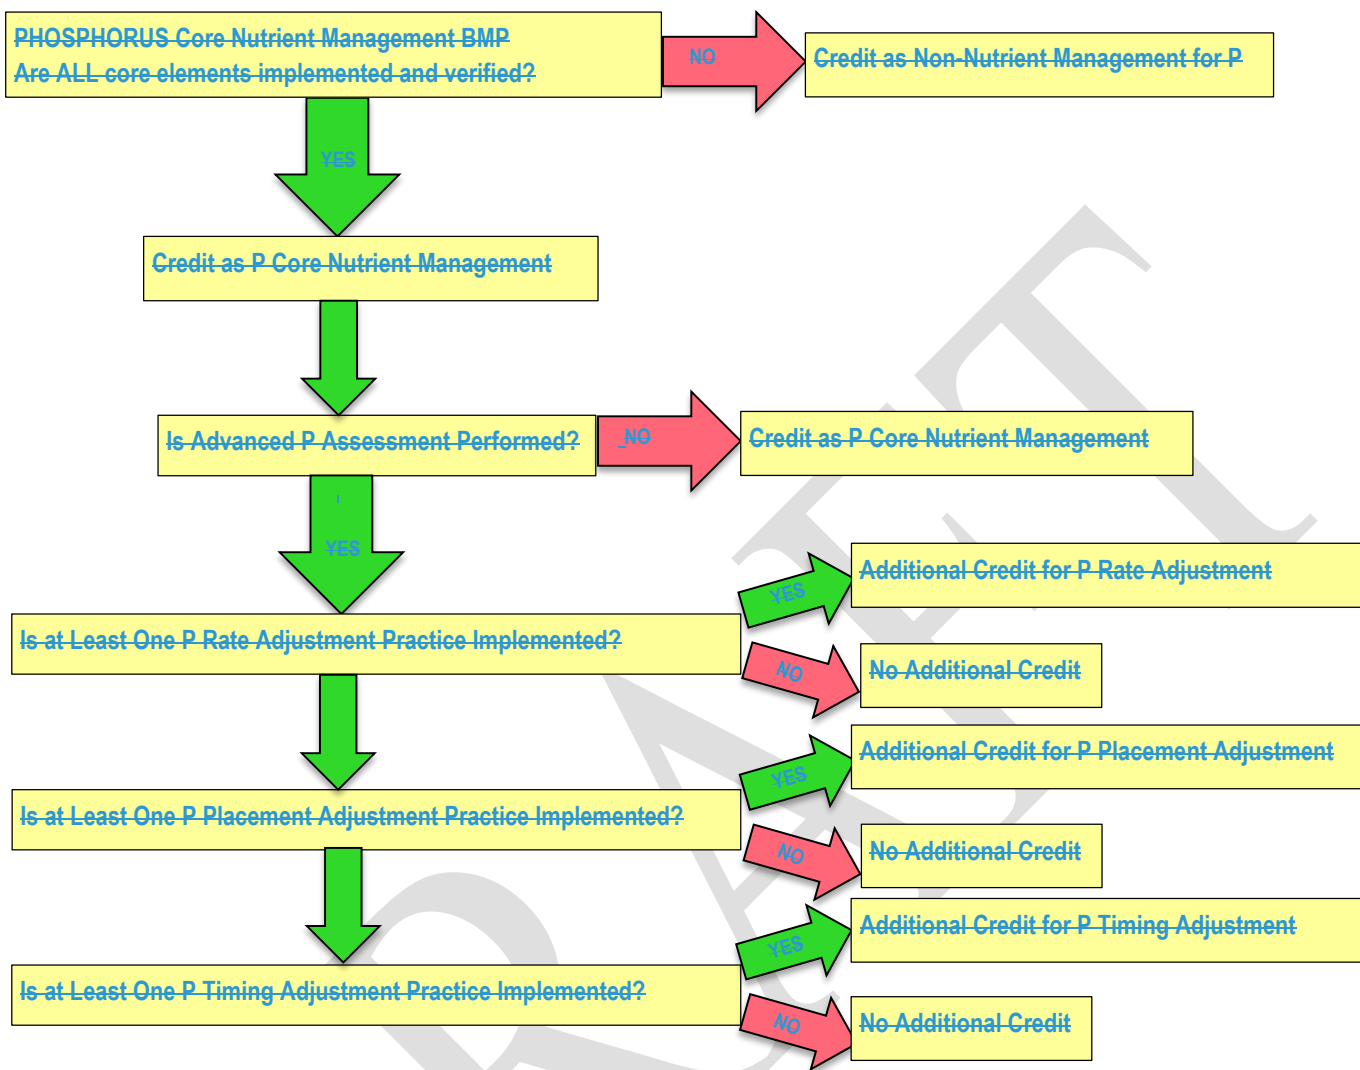 PHOSPHORUS Core Nutrient Management BMP
Are ALL core elements implemented and verified?
NO
Credit as Non-Nutrient Management for P
YES
Credit as P Core Nutrient Management
Is Advanced P Assessment Performed?
NO
Credit as P Core Nutrient Management
YES
Is at Least One P Rate Adjustment Practice Implemented?
YES
Additional Credit for P Rate Adjustment
NO
No Additional Credit
Is at Least One P Placement Adjustment Practice Implemented?
YES
Additional Credit for P Placement Adjustment
NO
No Additional Credit
Is at Least One P Timing Adjustment Practice Implemented?
YES
Additional Credit for P Timing Adjustment
NO
No Additional Credit
DRAFT